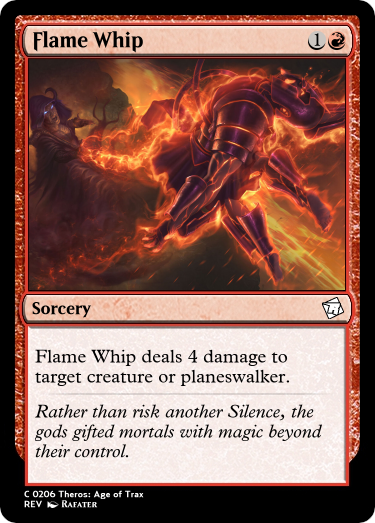 Flame Whip 1
Sorcery
Flame Whip deals 4 damage to
target creature or planeswalker.
Rather than risk another Silence, the
gods gifted mortals with magic beyond
their control.
C 0206 Theros: Age of Trax
REV Rafater